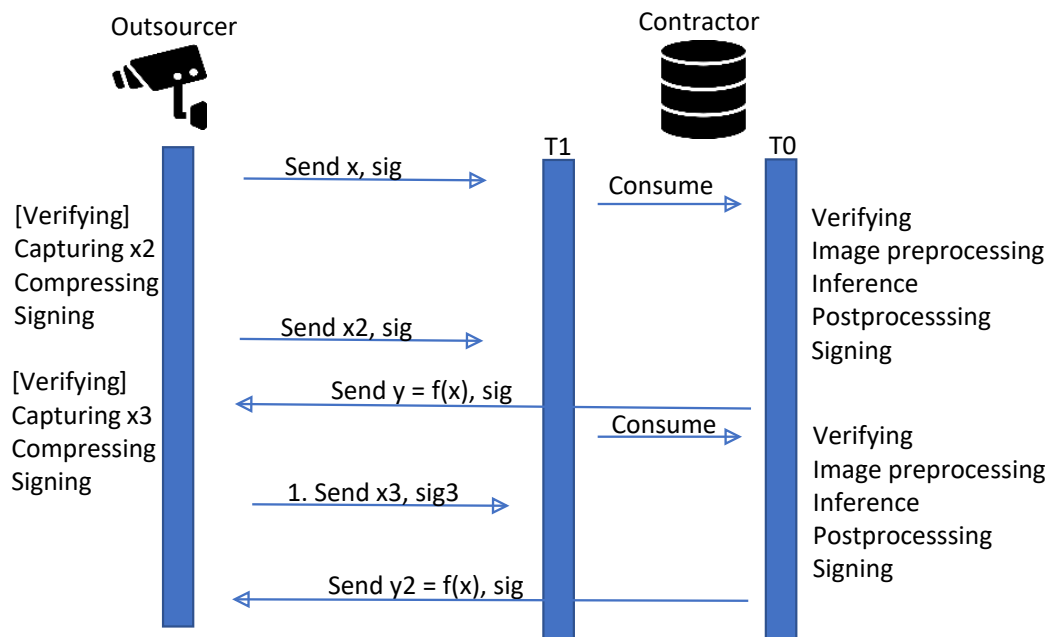 Outsourcer
Contractor
T1
T0
Send x, sig
Consume
[Verifying]
Capturing x2
Compressing
Signing
Verifying
Image preprocessing
Inference
Postprocesssing
Signing
Send x2, sig
[Verifying]
Capturing x3
Compressing
Signing
Send y = f(x), sig
Consume
Verifying
Image preprocessing
Inference
Postprocesssing
Signing
1. Send x3, sig3
Send y2 = f(x), sig